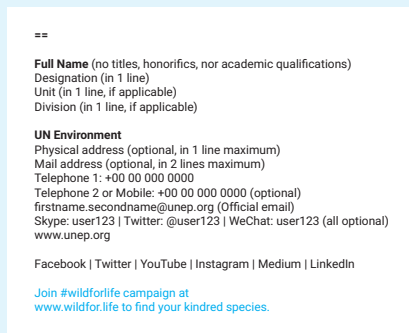 ==
Full Name (no titles, honorifics, nor academic qualifications)
Designation (in 1 line)
Unit (in 1 line, if applicable)
Division (in 1 line, if applicable)
UN Environment
Physical address (optional, in 1 line maximum)
Mail address (optional, in 2 lines maximum)
Telephone 1: +00 00 000 0000
Telephone 2 or Mobile: +00 00 000 0000 (optional)
firstname.secondname@unep.org (Official email)
Skype: user123 | Twitter: @user123 | WeChat: user123 (all optional)
www.unep.org
Facebook | Twitter | YouTube | Instagram | Medium | LinkedIn
Join #wildforlife campaign at
www.wildfor.life to find your kindred species.